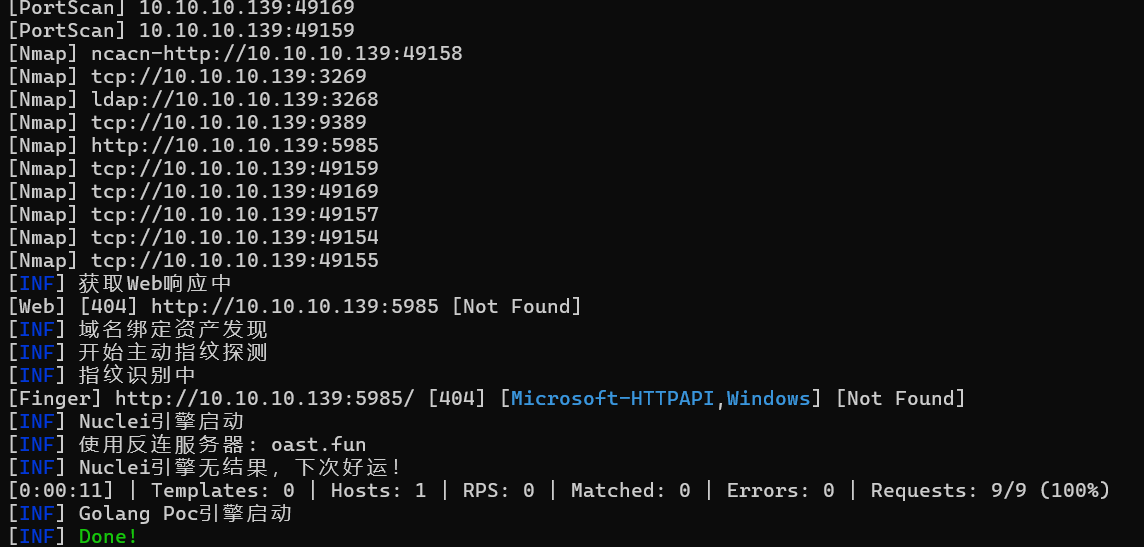 [PortScan] 10.10.10.139:49169
[PortScan] 10.10.10.139:49159
[Nmap] ncacn-http://10.10.10.139:49158
[Nmap] tcp://10.10.10.139:3269
[Nmap] ldap://10.10.10.139:3268
[Nmap] tcp://10.10.10.139:9389
[Nmap] http://10.10.10.139:5985
[Nmap] tcp://10.10.10.139:49159
[Nmap] tcp://10.10.10.139:49169
[Nmap] tcp://10.10.10.139:49157
[Nmap] tcp://10.10.10.139:49154
[Nmap] tcp://10.10.10.139:49155
[INF] 获取Web响应中
[Web] [404] http://10.10.10.139:5985 [Not Found]
[INF] 域名绑定资产发现
[INF] 开始主动指纹探测
[INF] 指纹识别中
[Finger] http://10.10.10.139:5985/ [404] [Microsoft-HTTPAPI,Windows] [Not Found]
[INF] Nuclei引擎启动
[INF] 使用反连服务器: oast.fun
[INF] Nuclei引擎无结果，下次好运!
[0:00:11] | Templates: 0 | Hosts: 1 | RPS: 0 | Matched: 0 | Errors: 0 | Requests: 9/9 (100%)
[INF] Golang Poc引擎启动
[INF] Done!